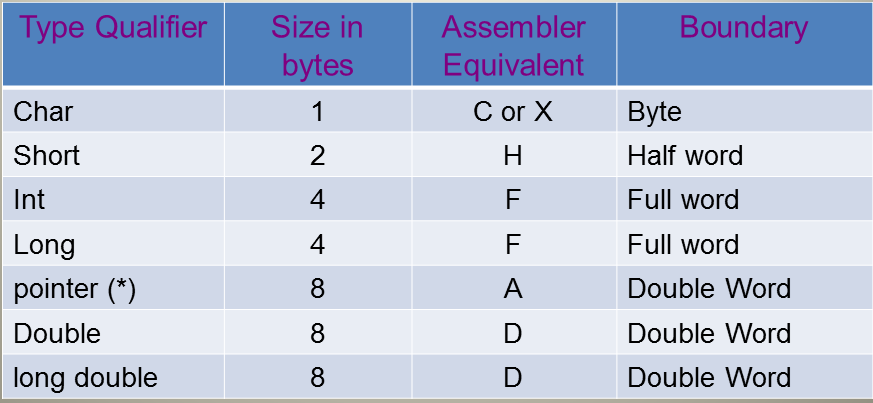 Type Qualifier Size in bytes Assembler Equivalent Boundary
Char 1 C or X Byte
Short 2 H Half word
Int 4 F Full word
Long 4 F Full word
pointer (*) 8 A Double Word
Double 8 D Double Word
long double 8 D Double Word